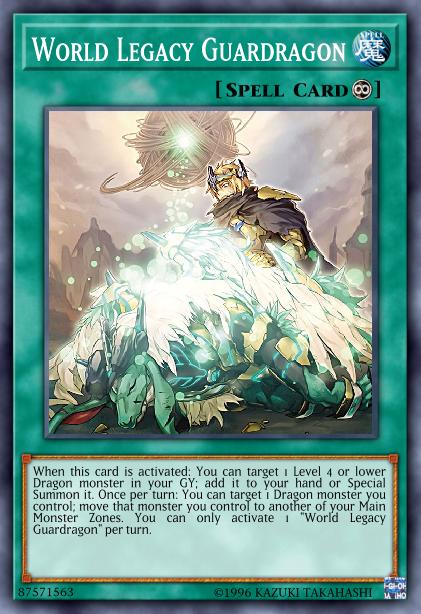 World Legacy Guardragon
SPELL
魔
[Spell Card]
When this card is activated: You can target 1 Level 4 or lower
Dragon monster in your GY; add it to your hand or Special
Summon it. Once per turn: You can target 1 Dragon monster you
control; move that monster you control to another of your Main
Monster Zones. You can only activate 1 "World Legacy
Guardragon" per turn.
87571563
©1996 KAZUKI TAKAHASHI